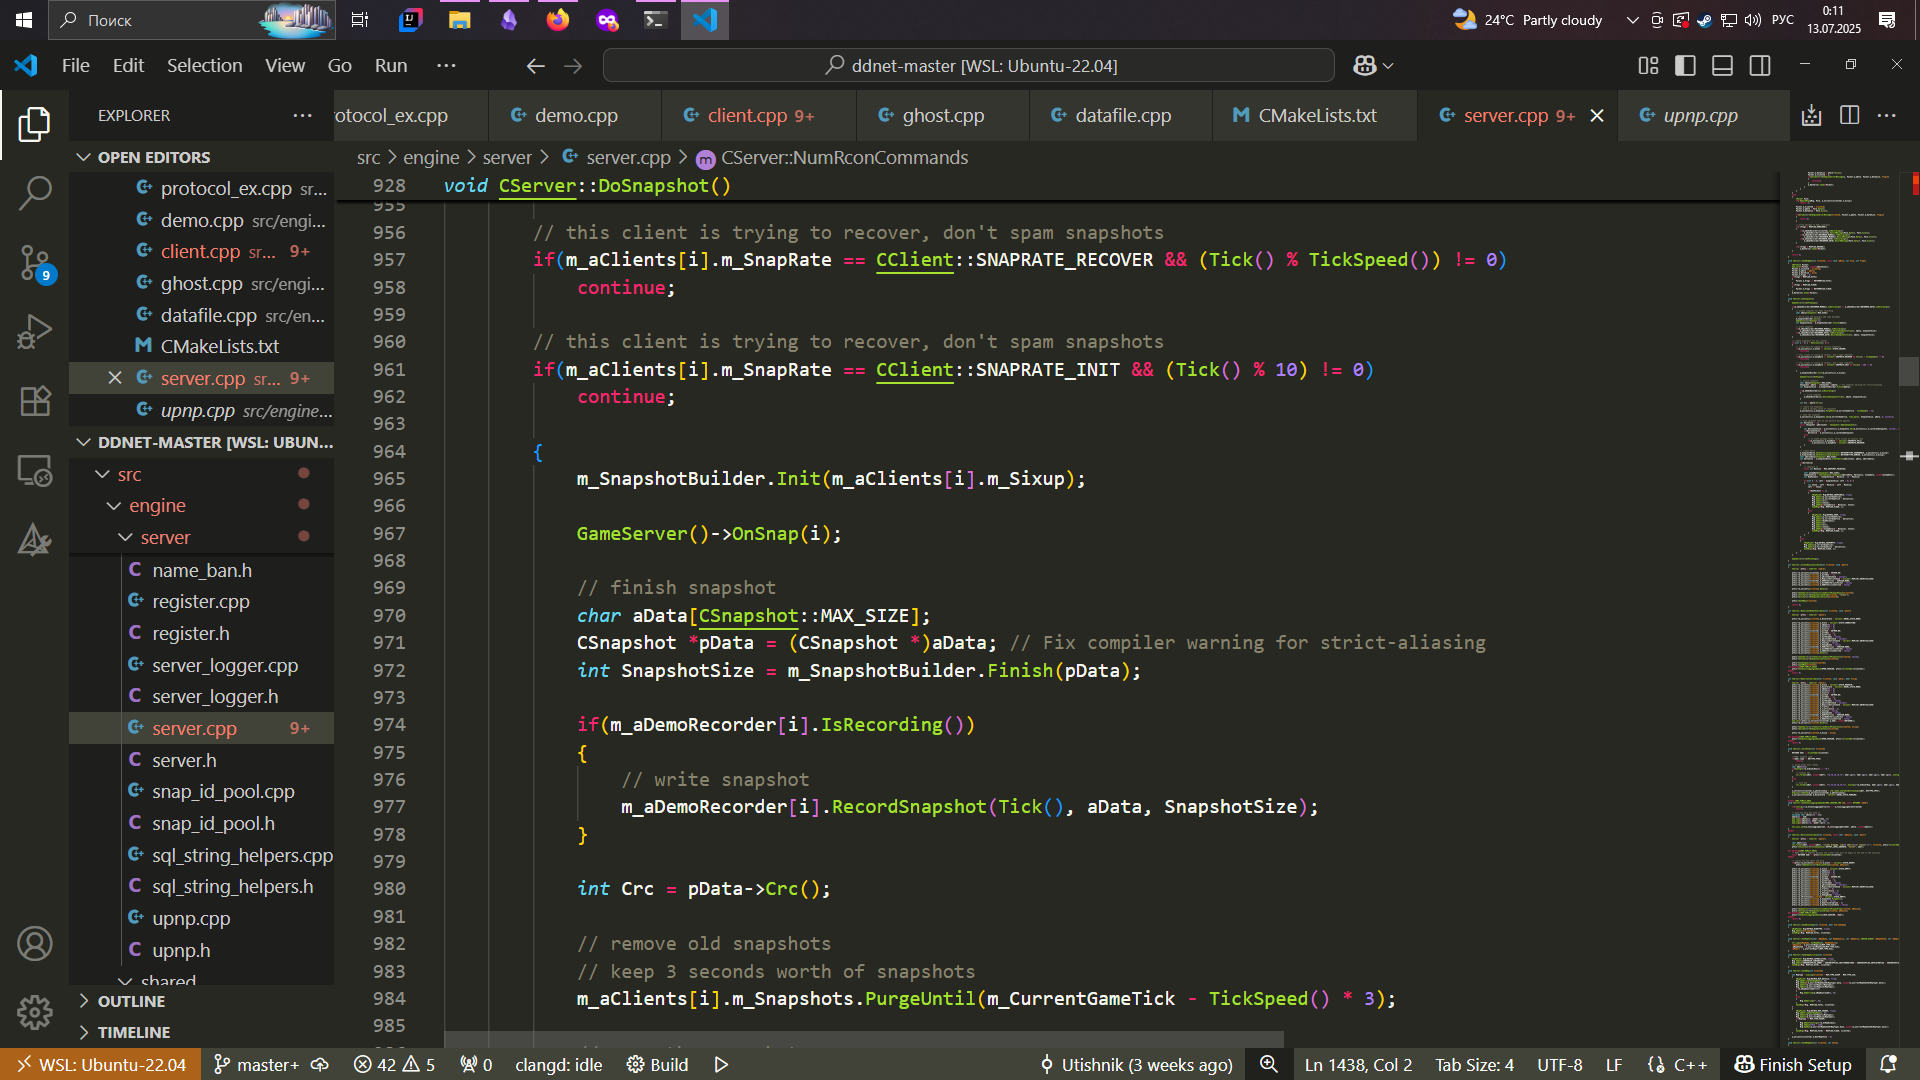 Поиск
24°C Partly cloudy
РУС
0:11
13.07.2025
File Edit Selection View Go Run ···
ddnet-master [WSL: Ubuntu-22.04]
EXPLORER
otocol_ex.cpp
demo.cpp
client.cpp 9+
ghost.cpp
datafile.cpp
CMakeLists.txt
server.cpp 9+
upnp.cpp
src > engine > server > server.cpp > CServer::NumRconCommands
OPEN EDITORS
protocol_ex.cpp sr...
demo.cpp src/engi...
client.cpp sr... 9+
ghost.cpp src/engi...
datafile.cpp src/en...
CMakeLists.txt
server.cpp sr... 9+
upnp.cpp src/engine...
DDNET-MASTER [WSL: UBUN...
src
engine
server
name_ban.h
register.cpp
register.h
server_logger.cpp
server_logger.h
server.cpp 9+
server.h
snap_id_pool.cpp
snap_id_pool.h
sql_string_helpers.cpp
sql_string_helpers.h
upnp.cpp
upnp.h
shared
OUTLINE
TIMELINE
9
928 void CServer::DoSnapshot()
955
956 // this client is trying to recover, don't spam snapshots
957 if(m_aClients[i].m_SnapRate == CClient::SNAPRATE_RECOVER && (Tick() % TickSpeed()) != 0)
958 continue;
959
960 // this client is trying to recover, don't spam snapshots
961 if(m_aClients[i].m_SnapRate == CClient::SNAPRATE_INIT && (Tick() % 10) != 0)
962 continue;
963
964 {
965 m_SnapshotBuilder.Init(m_aClients[i].m_Sixup);
966
967 GameServer()->OnSnap(i);
968
969 // finish snapshot
970 char aData[CSnapshot::MAX_SIZE];
971 CSnapshot *pData = (CSnapshot *)aData; // Fix compiler warning for strict-aliasing
972 int SnapshotSize = m_SnapshotBuilder.Finish(pData);
973
974 if(m_aDemoRecorder[i].IsRecording())
975 {
976 // write snapshot
977 m_aDemoRecorder[i].RecordSnapshot(Tick(), aData, SnapshotSize);
978 }
979
980 int Crc = pData->Crc();
981
982 // remove old snapshots
983 // keep 3 seconds worth of snapshots
984 m_aClients[i].m_Snapshots.PurgeUntil(m_CurrentGameTick - TickSpeed() * 3);
985
WSL: Ubuntu-22.04
master+
42 5
0
clangd: idle
Build
Utishnik (3 weeks ago)
Ln 1438, Col 2
Tab Size: 4
UTF-8
LF
C++
Finish Setup